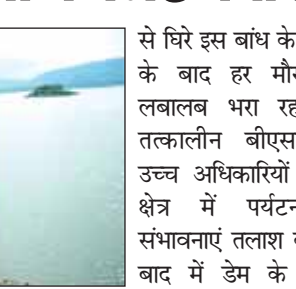 से घिरे इस बांध के
के बाद हर मौस
लबालब भरा रह
तत्कालीन बीएस
उच्च अधिकारियों
क्षेत्र में पर्यटन
संभावनाएं तलाश
बाद में डेम के